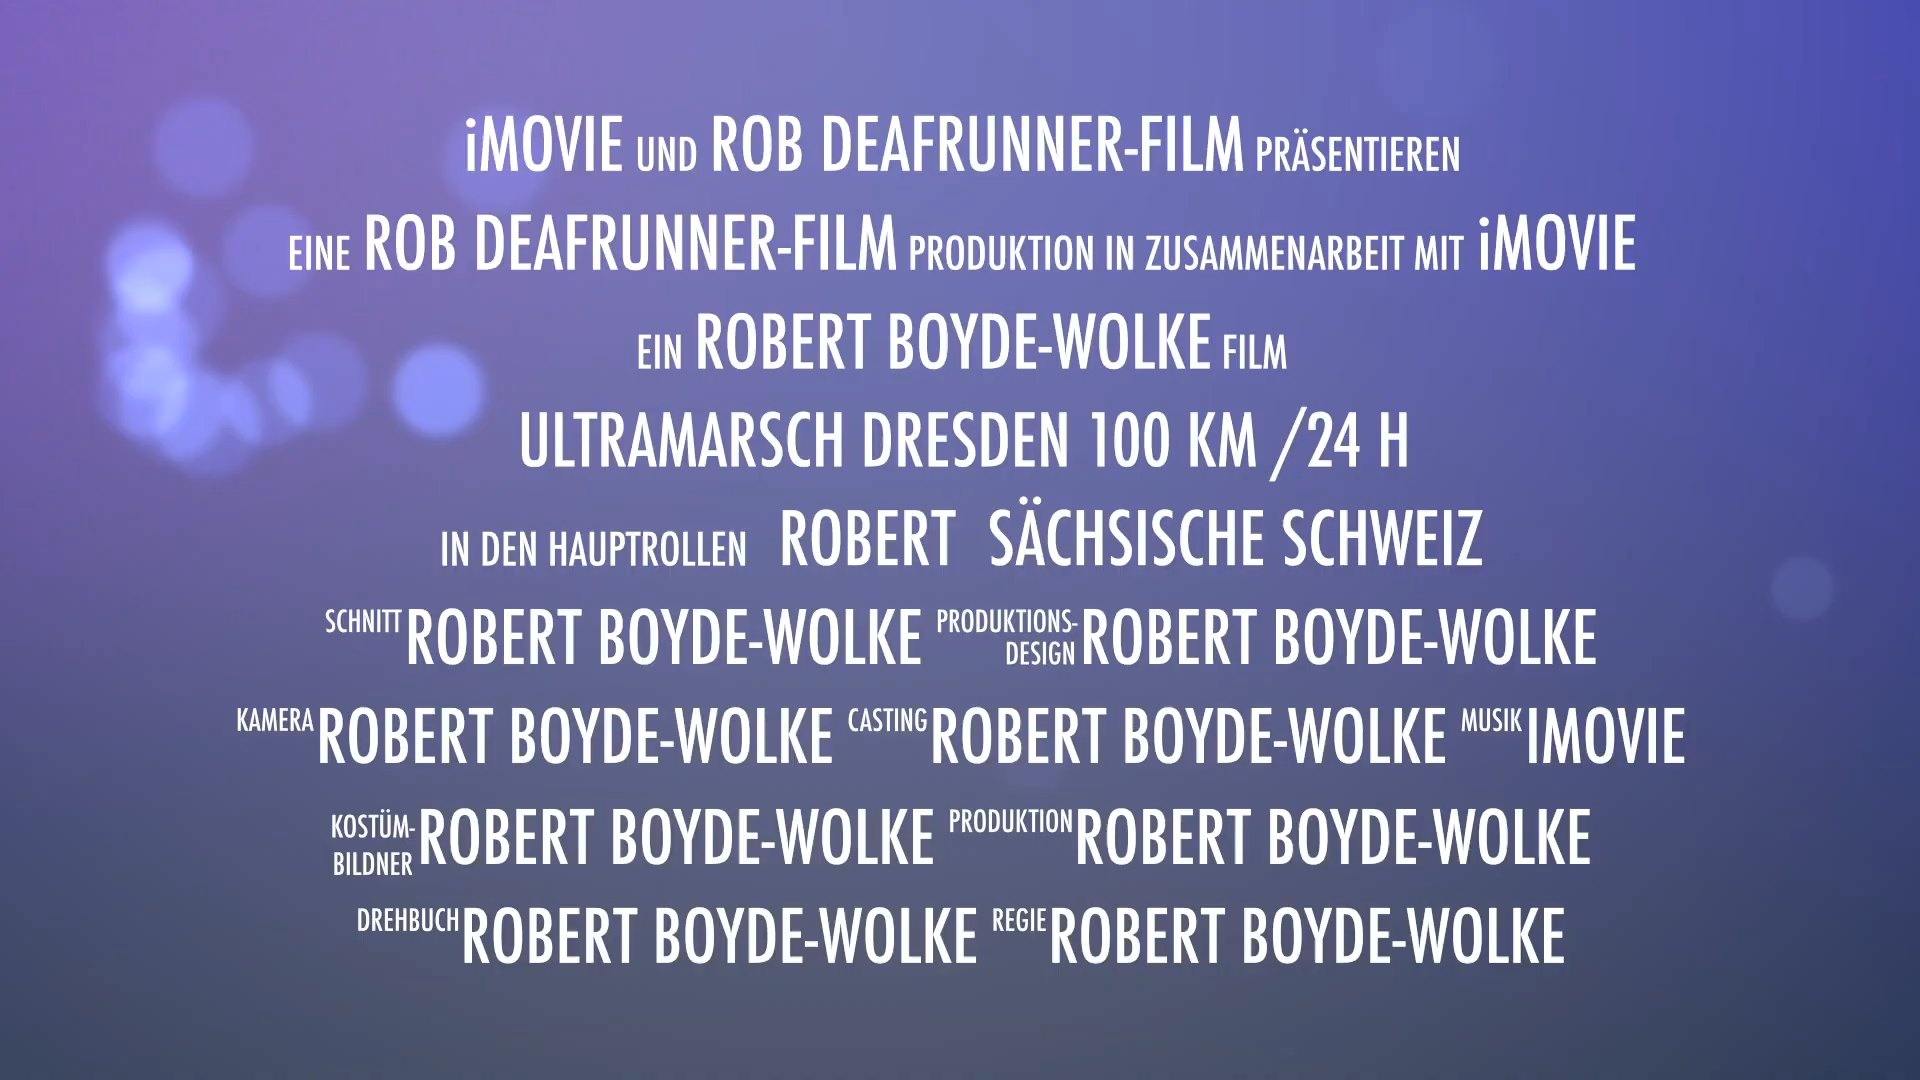 iMOVIE UND ROB DEAFRUNNER-FILM PRÄSENTIEREN
EINE ROB DEAFRUNNER-FILM PRODUKTION IN ZUSAMMENARBEIT MIT iMOVIE
EIN ROBERT BOYDE-WOLKE FILM
ULTRAMARSCH DRESDEN 100 KM /24 H
IN DEN HAUPTROLLEN ROBERT SÄCHSISCHE SCHWEIZ
SCHNITT ROBERT BOYDE-WOLKE PRODUKTIONS-DESIGN ROBERT BOYDE-WOLKE
KAMERA ROBERT BOYDE-WOLKE CASTING ROBERT BOYDE-WOLKE MUSIK IMOVIE
KOSTÜM-BILDNER ROBERT BOYDE-WOLKE PRODUKTION ROBERT BOYDE-WOLKE
DREHBUCH ROBERT BOYDE-WOLKE REGIE ROBERT BOYDE-WOLKE